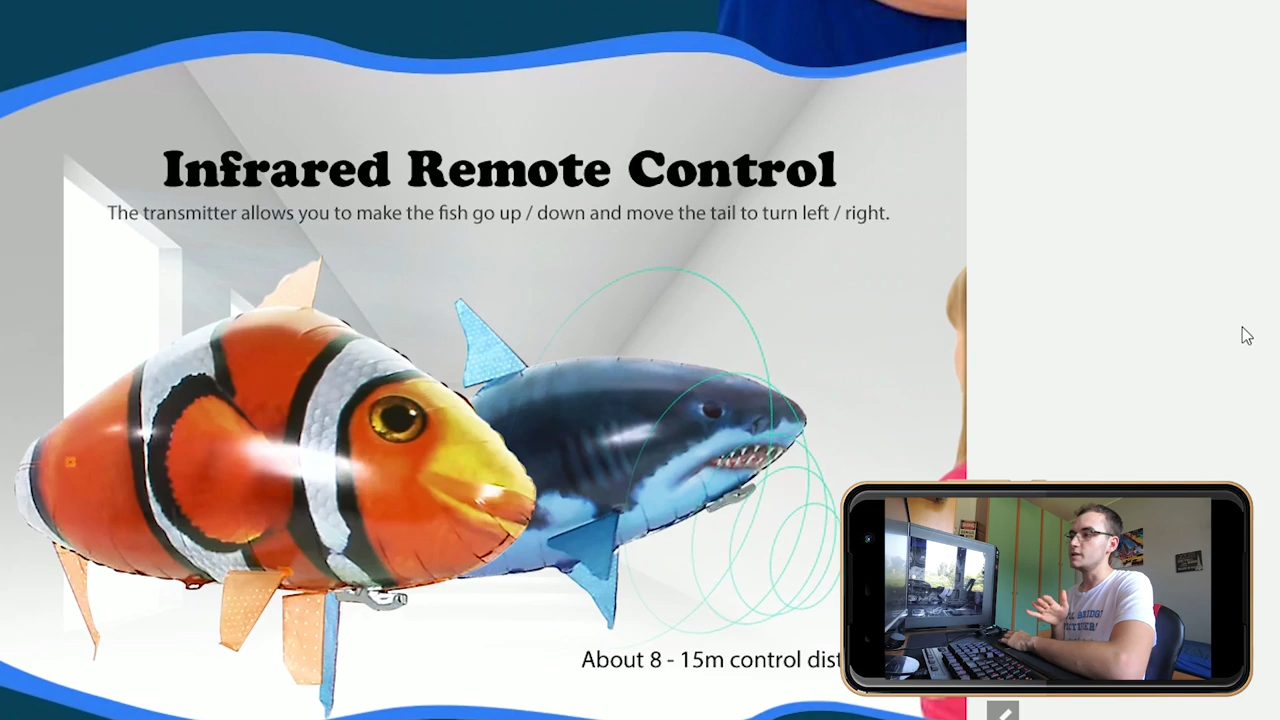 Infrared Remote Control
The transmitter allows you to make the fish go up / down and move the tail to turn left / right.
About 8 - 15m control dist